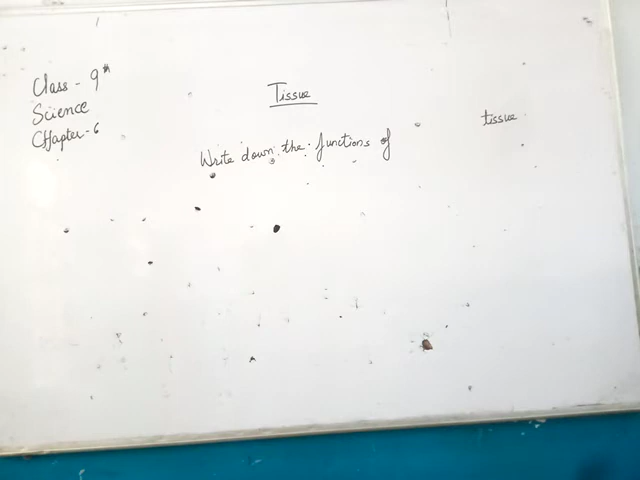 Class - 9th
Science
Chapter - 6
Tissue
Write down the functions of tissue